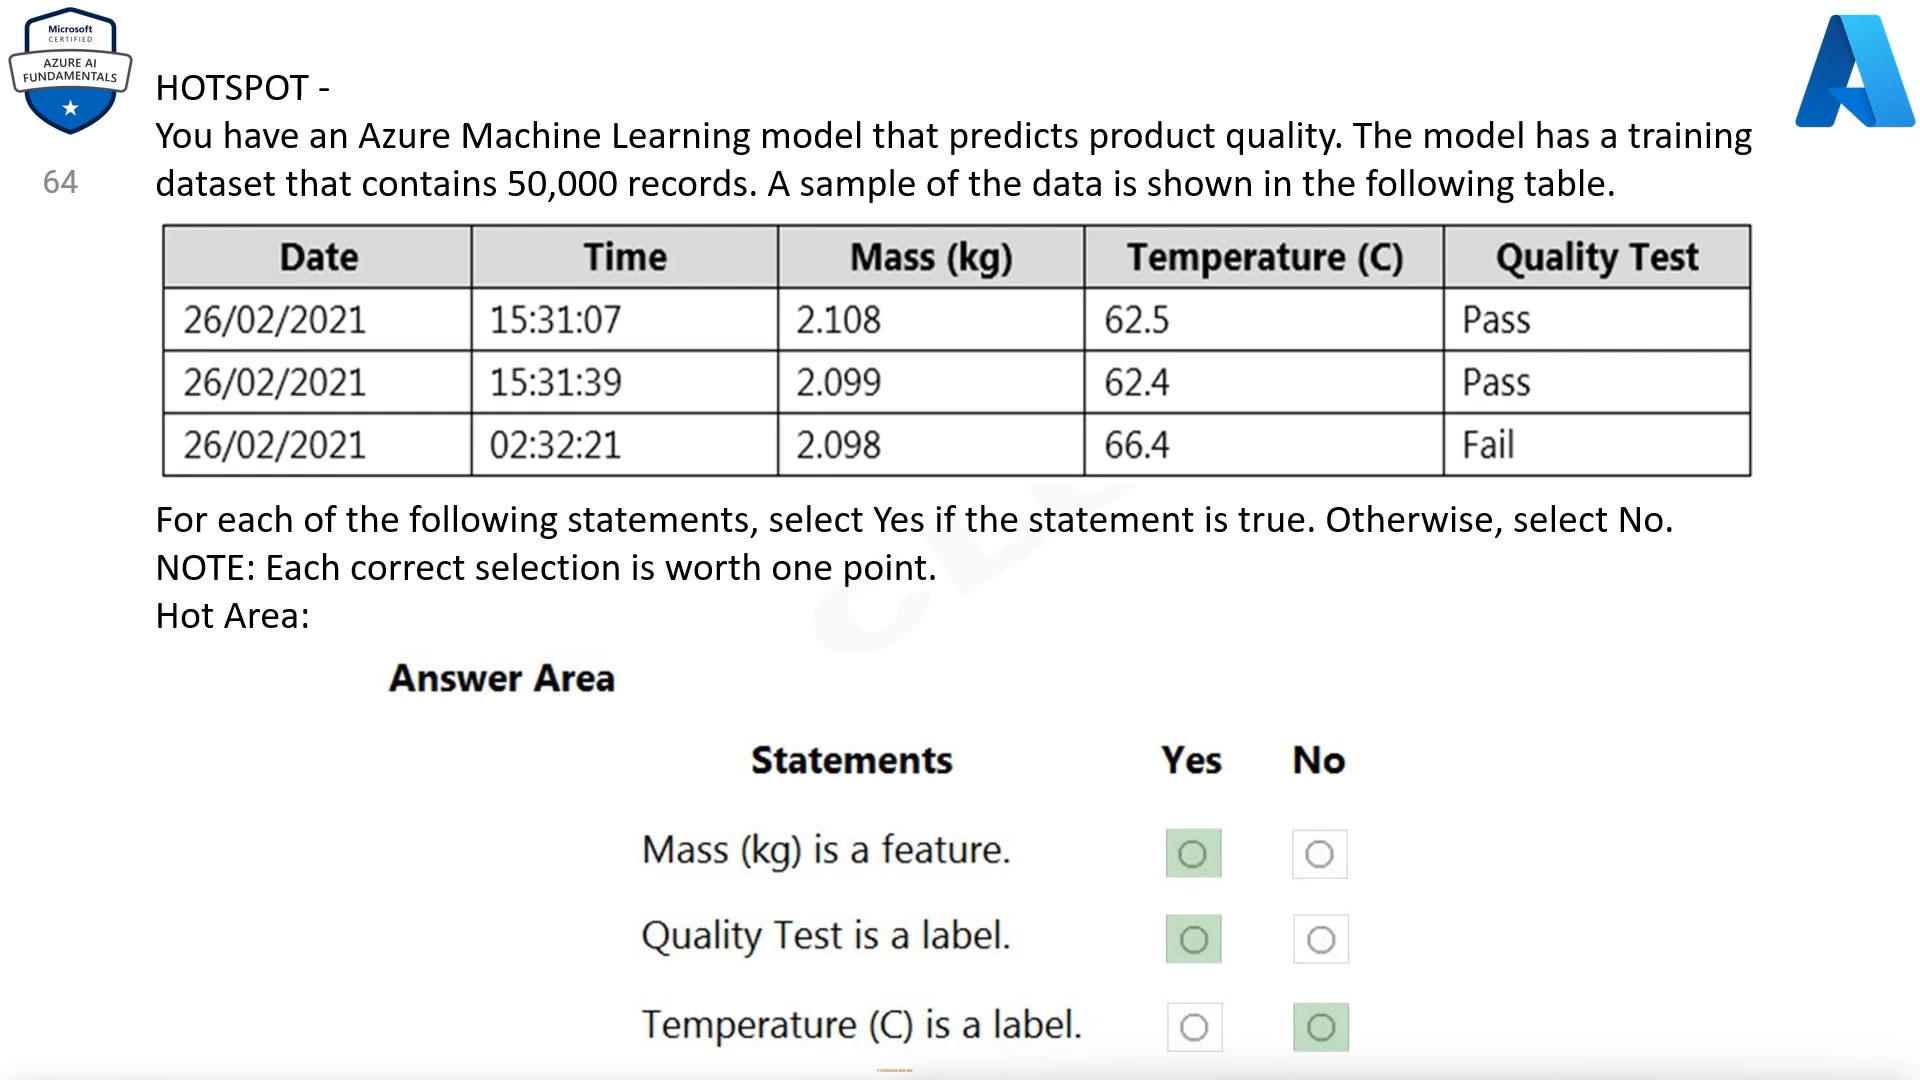 Microsoft
CERTIFIED
AZURE AI
FUNDAMENTALS
64
HOTSPOT -
You have an Azure Machine Learning model that predicts product quality. The model has a training
dataset that contains 50,000 records. A sample of the data is shown in the following table.
Date Time Mass (kg) Temperature (C) Quality Test
26/02/2021 15:31:07 2.108 62.5 Pass
26/02/2021 15:31:39 2.099 62.4 Pass
26/02/2021 02:32:21 2.098 66.4 Fail
For each of the following statements, select Yes if the statement is true. Otherwise, select No.
NOTE: Each correct selection is worth one point.
Hot Area:
Answer Area
Statements Yes No
Mass (kg) is a feature.
Quality Test is a label.
Temperature (C) is a label.